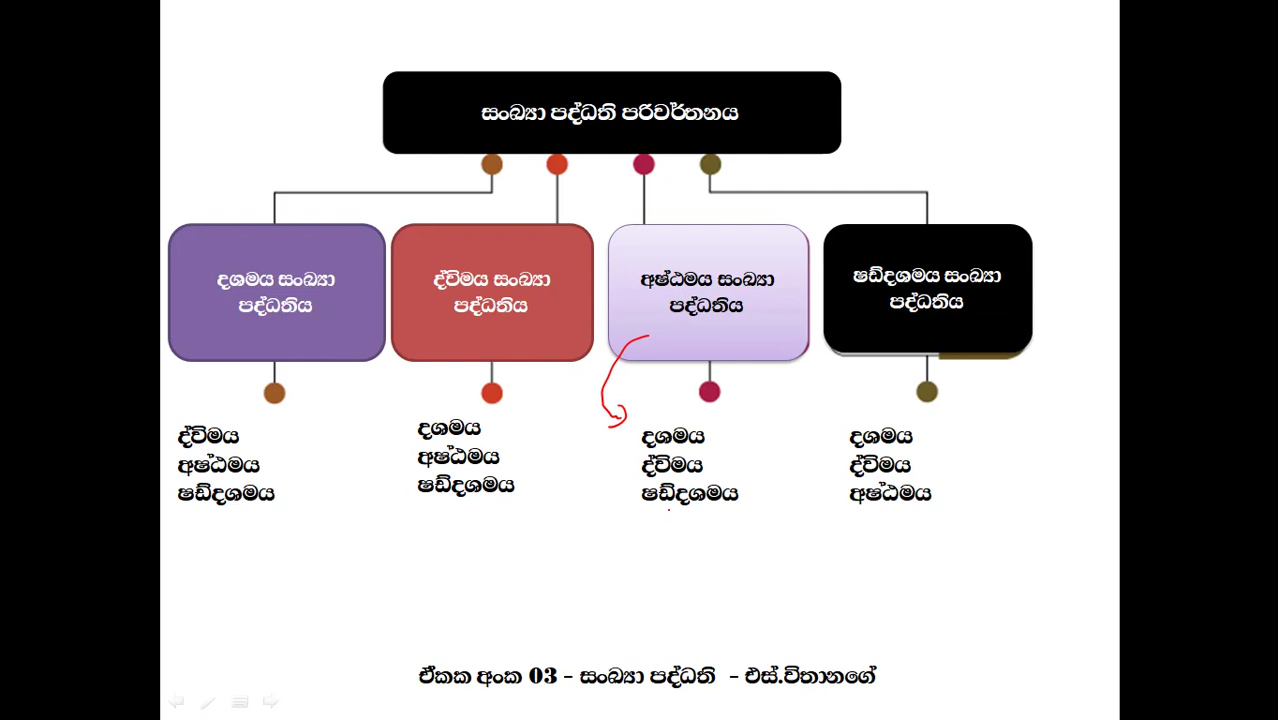 සංඛ්‍යා පද්ධති පරිවර්තනය
දශමය සංඛ්‍යා
පද්ධතිය
ද්විමය සංඛ්‍යා
පද්ධතිය
අෂ්ඨමය සංඛ්‍යා
පද්ධතිය
ෂඩ්දශමය සංඛ්‍යා
පද්ධතිය
ද්විමය
අෂ්ඨමය
ෂඩ්දශමය
දශමය
අෂ්ඨමය
ෂඩ්දශමය
දශමය
ද්විමය
ෂඩ්දශමය
දශමය
ද්විමය
අෂ්ඨමය
ඒකක අංක 03 - සංඛ්‍යා පද්ධති - එස්.විතානගේ